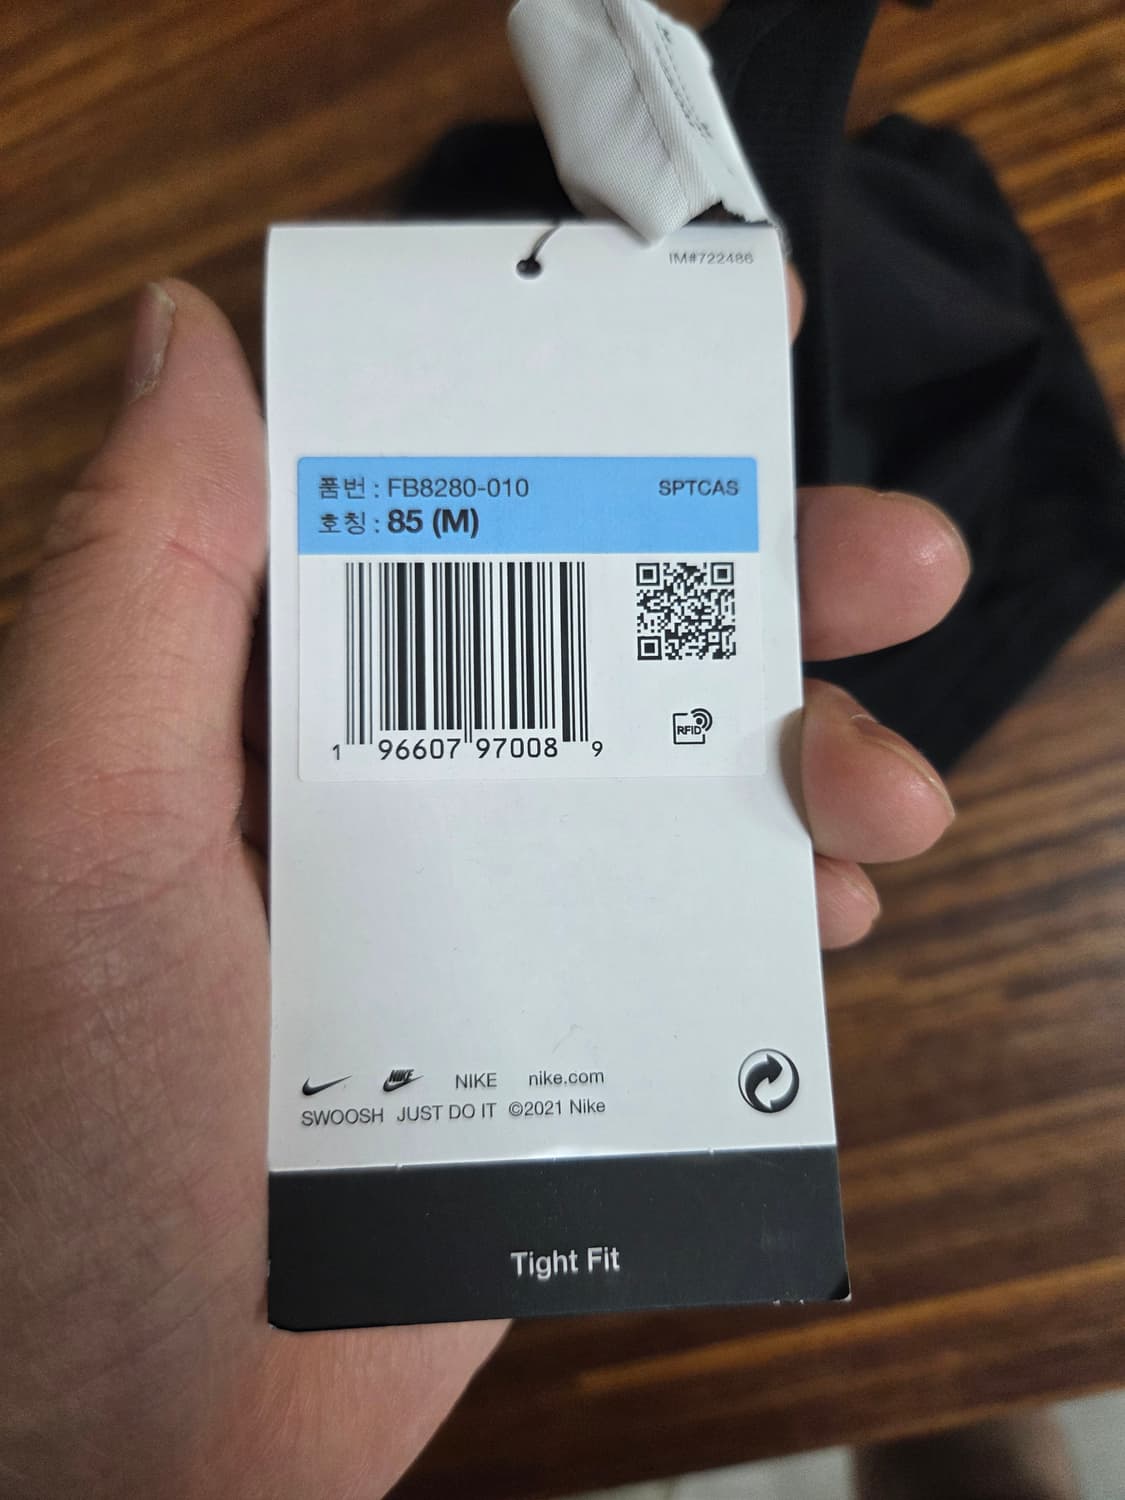 IM#722486
품번 : FB8280-010
SPTCAS
호칭 : 85 (M)
1 96607 97008 9
RFID
NIKE NIKE nike.com
SWOOSH JUST DO IT ©2021 Nike
Tight Fit